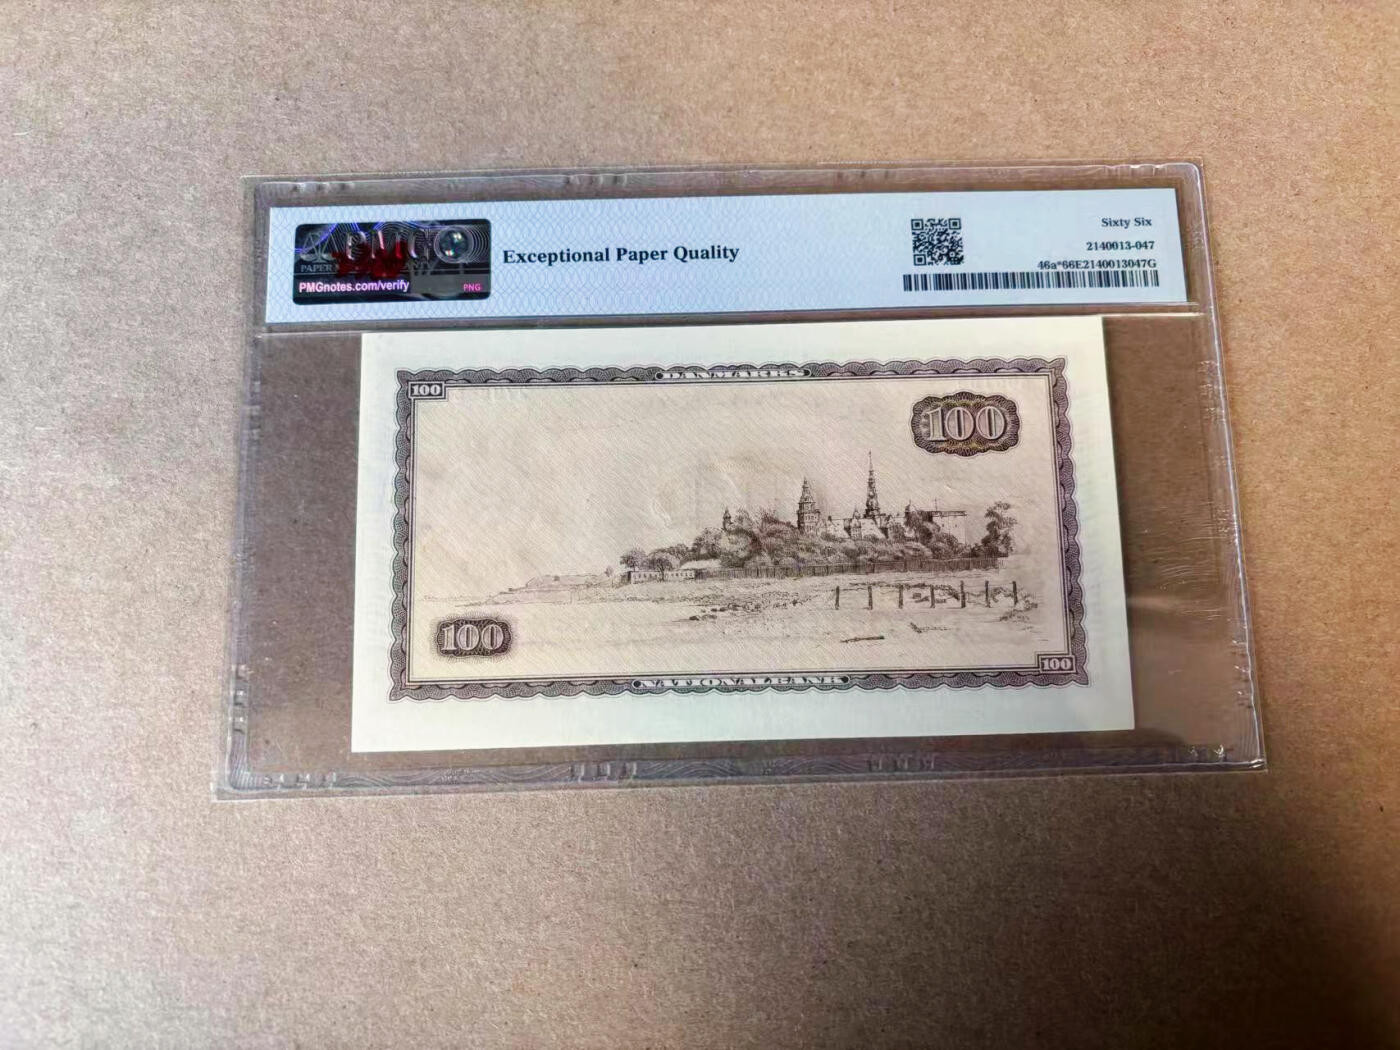 PMG
PAPER
PMGnotes.com/verify
PNG
Exceptional Paper Quality
Sixty Six
2140013-047
46a*66E2140013047G
100
DANMARKS
100
100
100
NATIONALBANK